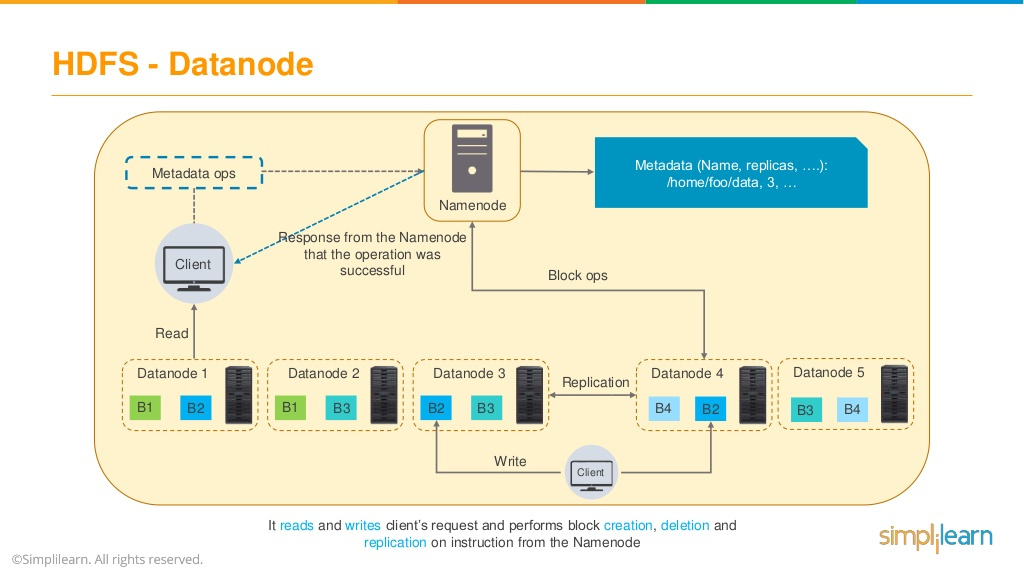 HDFS - Datanode
Metadata ops
Namenode
Metadata (Name, replicas, ….):
/home/foo/data, 3, …
Response from the Namenode
that the operation was
successful
Client
Block ops
Read
Datanode 1
B1 B2
Datanode 2
B1 B3
Datanode 3
B2 B3
Replication
Datanode 4
B4 B2
Datanode 5
B3 B4
Write
Client
It reads and writes client’s request and performs block creation, deletion and
replication on instruction from the Namenode
simplilearn
©Simplilearn. All rights reserved.